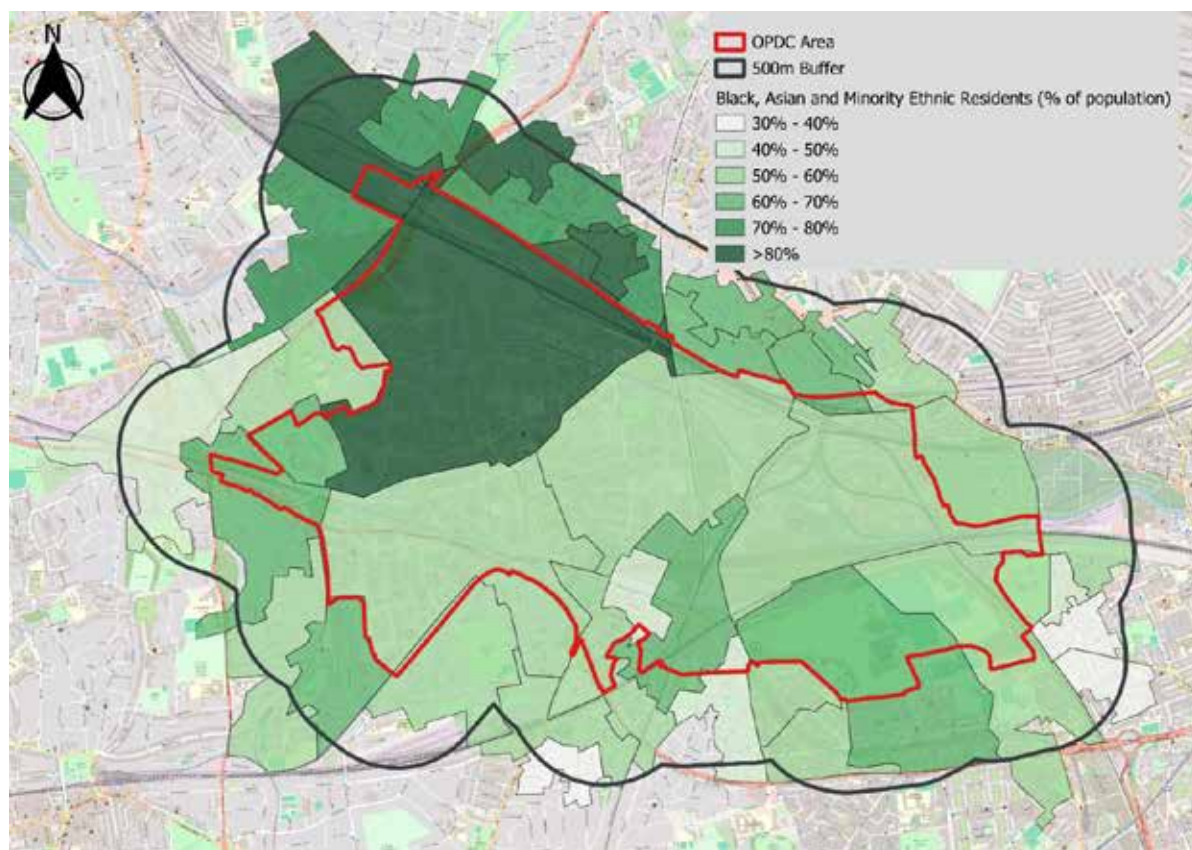 N
OPDC Area
500m Buffer
Black, Asian and Minority Ethnic Residents (% of population)
30% - 40%
40% - 50%
50% - 60%
60% - 70%
70% - 80%
>80%